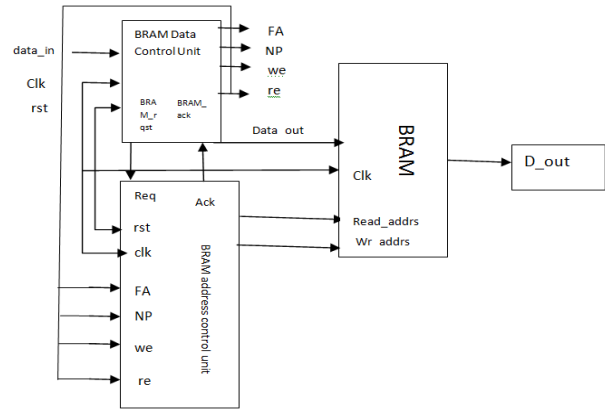 BRAM Data
Control Unit
data_in
Clk
rst
BRA
M_r
qst
BRAM_
ack
FA
NP
we
re
Data out
BRAM
Clk
Read_addrs
Wr addrs
D_out
Req
Ack
rst
clk
FA
NP
we
re
BRAM address control unit